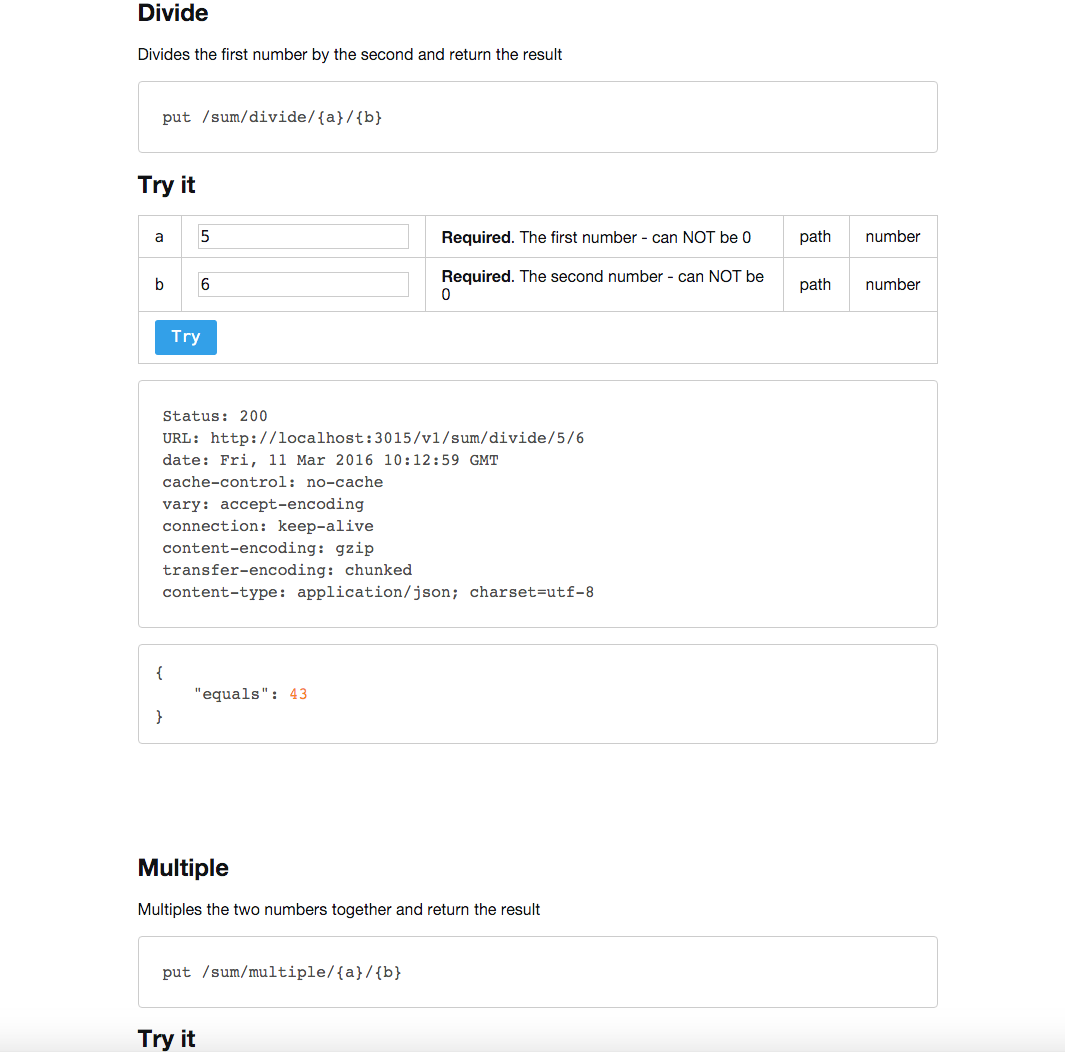 Divide
Divides the first number by the second and return the result
put /sum/divide/{a}/{b}
Try it
a 5 Required. The first number - can NOT be 0 path number
b 6 Required. The second number - can NOT be
0 path number
Try
Status: 200
URL: http://localhost:3015/v1/sum/divide/5/6
date: Fri, 11 Mar 2016 10:12:59 GMT
cache-control: no-cache
vary: accept-encoding
connection: keep-alive
content-encoding: gzip
transfer-encoding: chunked
content-type: application/json; charset=utf-8
{
"equals": 43
}
Multiple
Multiples the two numbers together and return the result
put /sum/multiple/{a}/{b}
Try it